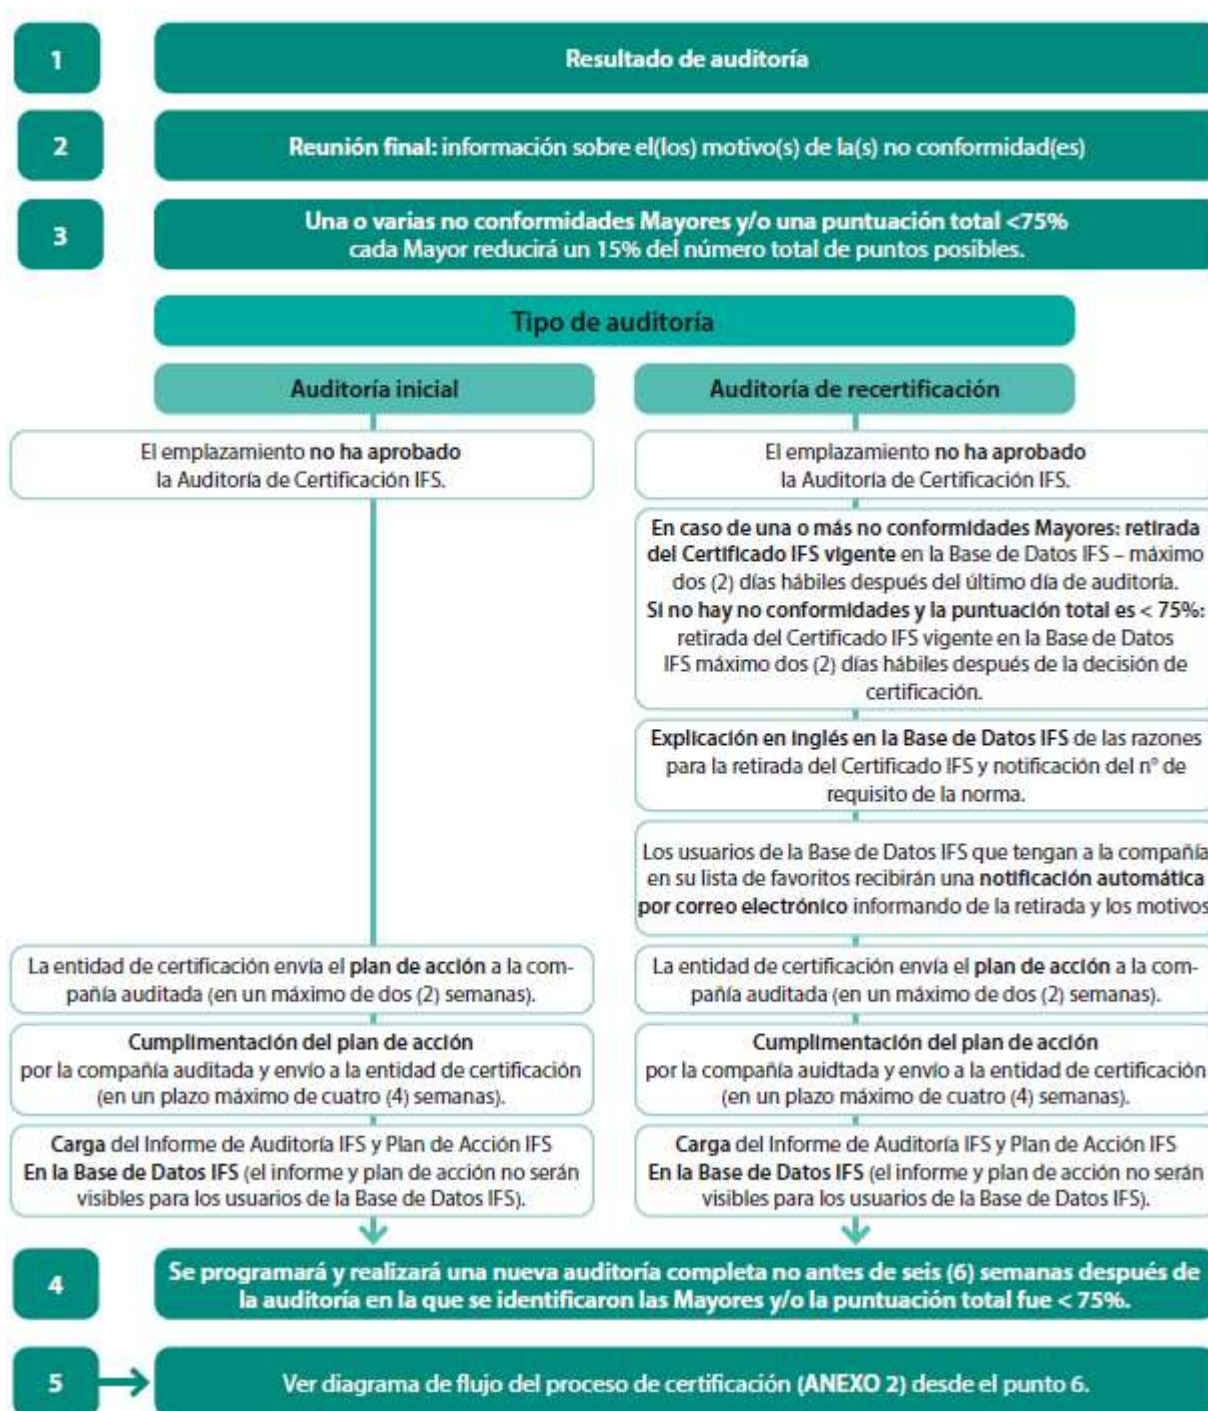 1
Resultado de auditoría
2
Reunión final: información sobre el(los) motivo(s) de la(s) no conformidad(es)
3
Una o varias no conformidades Mayores y/o una puntuación total <75%
cada Mayor reducirá un 15% del número total de puntos posibles.
Tipo de auditoría
Auditoría inicial
El emplazamiento no ha aprobado
la Auditoría de Certificación IFS.
La entidad de certificación envía el plan de acción a la com-
pañía auditada (en un máximo de dos (2) semanas).
Cumplimentación del plan de acción
por la compañía auditada y envío a la entidad de certificación
(en un plazo máximo de cuatro (4) semanas).
Carga del Informe de Auditoría IFS y Plan de Acción IFS
En la Base de Datos IFS (el informe y plan de acción no serán
visibles para los usuarios de la Base de Datos IFS).
Auditoría de recertificación
El emplazamiento no ha aprobado
la Auditoría de Certificación IFS.
En caso de una o más no conformidades Mayores: retirada
del Certificado IFS vigente en la Base de Datos IFS – máximo
dos (2) días hábiles después del último día de auditoría.
Si no hay no conformidades y la puntuación total es < 75%:
retirada del Certificado IFS vigente en la Base de Datos
IFS máximo dos (2) días hábiles después de la decisión de
certificación.
Explicación en inglés en la Base de Datos IFS de las razones
para la retirada del Certificado IFS y notificación del nº de
requisito de la norma.
Los usuarios de la Base de Datos IFS que tengan a la compañía
en su lista de favoritos recibirán una notificación automática
por correo electrónico informando de la retirada y los motivos
La entidad de certificación envía el plan de acción a la com-
pañía auditada (en un máximo de dos (2) semanas).
Cumplimentación del plan de acción
por la compañía auidtada y envío a la entidad de certificación
(en un plazo máximo de cuatro (4) semanas).
Carga del Informe de Auditoría IFS y Plan de Acción IFS
En la Base de Datos IFS (el informe y plan de acción no serán
visibles para los usuarios de la Base de Datos IFS).
4
Se programará y realizará una nueva auditoría completa no antes de seis (6) semanas después de
la auditoría en la que se identificaron las Mayores y/o la puntuación total fue < 75%.
5
Ver diagrama de flujo del proceso de certificación (ANEXO 2) desde el punto 6.